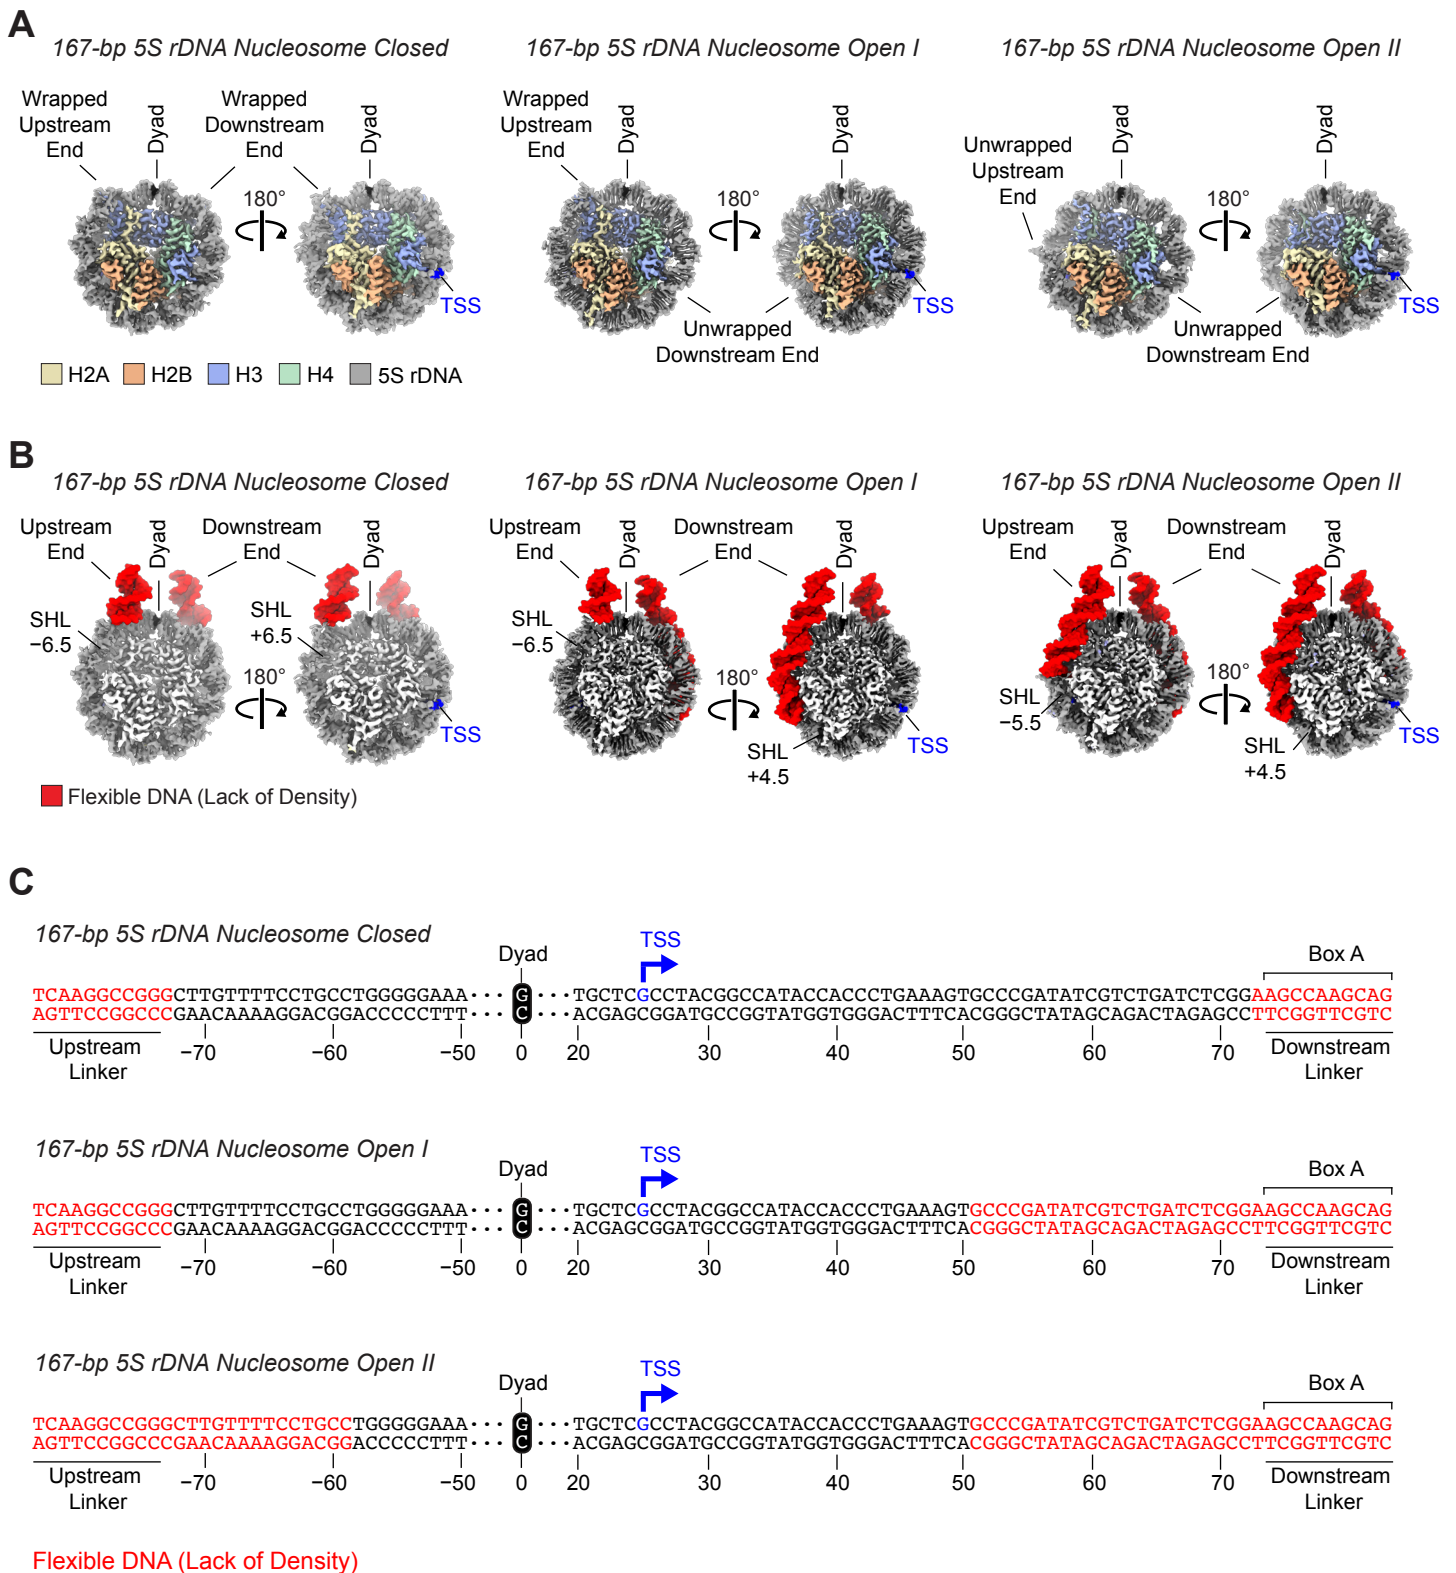 A
167-bp 5S rDNA Nucleosome Closed
167-bp 5S rDNA Nucleosome Open I
167-bp 5S rDNA Nucleosome Open II
Wrapped
Upstream
End
Dyad
Wrapped
Downstream
End
Dyad
180°
TSS
Wrapped
Upstream
End
Dyad
Dyad
180°
TSS
Unwrapped
Downstream End
Unwrapped
Upstream
End
Dyad
Dyad
180°
TSS
Unwrapped
Downstream End
H2A H2B H3 H4 5S rDNA
B
167-bp 5S rDNA Nucleosome Closed
167-bp 5S rDNA Nucleosome Open I
167-bp 5S rDNA Nucleosome Open II
Upstream
End
Dyad
Downstream
End
Dyad
SHL
−6.5
SHL
+6.5
180°
TSS
Upstream
End
Dyad
Downstream
End
Dyad
SHL
−6.5
180°
SHL
+4.5
TSS
Upstream
End
Dyad
Downstream
End
Dyad
SHL
−5.5
180°
SHL
+4.5
TSS
Flexible DNA (Lack of Density)
C
167-bp 5S rDNA Nucleosome Closed
Dyad
TSS
Box A
TCAAGGCCGGGCTTGTTTTCCTGCCTGGGGGAAA···G···TGCTCGCCTACGGCCATACCACCCTGAAAGTGCCCGATATCGTCTGATCTCGGAAGCCAAGCAG
AGTTCCGGCCCGAACAAAAGGACGGACCCCCTTT···C···ACGAGCGGATGCCGGTATGGTGGGACTTTCACGGGCTATAGCAGACTAGAGCCTTCGGTTCGTC
Upstream
Linker
−70 −60 −50 0 20 30 40 50 60 70
Downstream
Linker
167-bp 5S rDNA Nucleosome Open I
Dyad
TSS
Box A
TCAAGGCCGGGCTTGTTTTCCTGCCTGGGGGAAA···G···TGCTCGCCTACGGCCATACCACCCTGAAAGTGCCCGATATCGTCTGATCTCGGAAGCCAAGCAG
AGTTCCGGCCCGAACAAAAGGACGGACCCCCTTT···C···ACGAGCGGATGCCGGTATGGTGGGACTTTCACGGGCTATAGCAGACTAGAGCCTTCGGTTCGTC
Upstream
Linker
−70 −60 −50 0 20 30 40 50 60 70
Downstream
Linker
167-bp 5S rDNA Nucleosome Open II
Dyad
TSS
Box A
TCAAGGCCGGGCTTGTTTTCCTGCCTGGGGGAAA···G···TGCTCGCCTACGGCCATACCACCCTGAAAGTGCCCGATATCGTCTGATCTCGGAAGCCAAGCAG
AGTTCCGGCCCGAACAAAAGGACGGACCCCCTTT···C···ACGAGCGGATGCCGGTATGGTGGGACTTTCACGGGCTATAGCAGACTAGAGCCTTCGGTTCGTC
Upstream
Linker
−70 −60 −50 0 20 30 40 50 60 70
Downstream
Linker
Flexible DNA (Lack of Density)